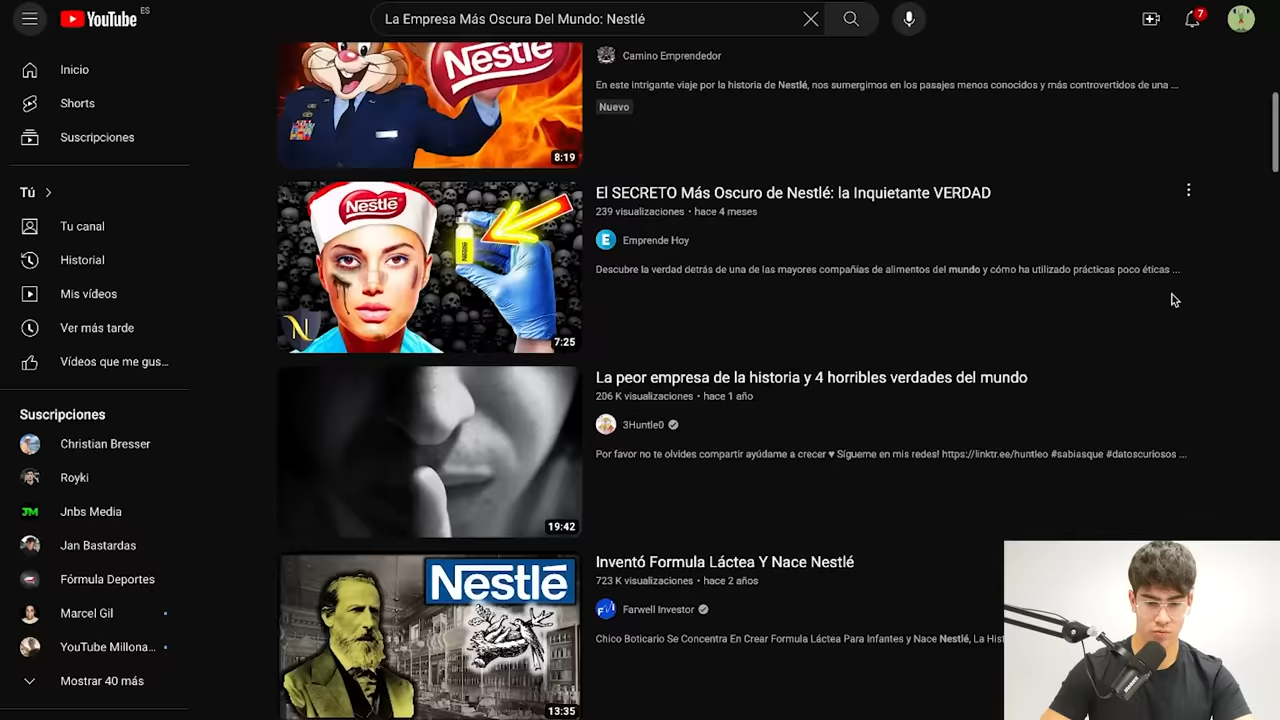 YouTube ES
La Empresa Más Oscura Del Mundo: Nestlé
7
Inicio
Shorts
Suscripciones
Tú
Tu canal
Historial
Mis vídeos
Ver más tarde
Vídeos que me gus...
Suscripciones
Christian Bresser
Royki
JM
Jnbs Media
Jan Bastardas
Fórmula Deportes
Marcel Gil
YouTube Millona...
Mostrar 40 más
Nestlé
8:19
Camino Emprendedor
En este intrigante viaje por la historia de Nestlé, nos sumergimos en los pasajes menos conocidos y más controvertidos de una ...
Nuevo
Nestlé
N
7:25
El SECRETO Más Oscuro de Nestlé: la Inquietante VERDAD
239 visualizaciones • hace 4 meses
E
Emprende Hoy
Descubre la verdad detrás de una de las mayores compañías de alimentos del mundo y cómo ha utilizado prácticas poco éticas ...
19:42
La peor empresa de la historia y 4 horribles verdades del mundo
206 K visualizaciones • hace 1 año
3Huntle0
Por favor no te olvides compartir ayúdame a crecer ♥ Sígueme en mis redes! https://linktr.ee/huntleo #sabiasque #datoscuriosos ...
Nestlé
13:35
Inventó Formula Láctea Y Nace Nestlé
723 K visualizaciones • hace 2 años
Farwell Investor
Chico Boticario Se Concentra En Crear Formula Láctea Para Infantes y Nace Nestlé, La Hist